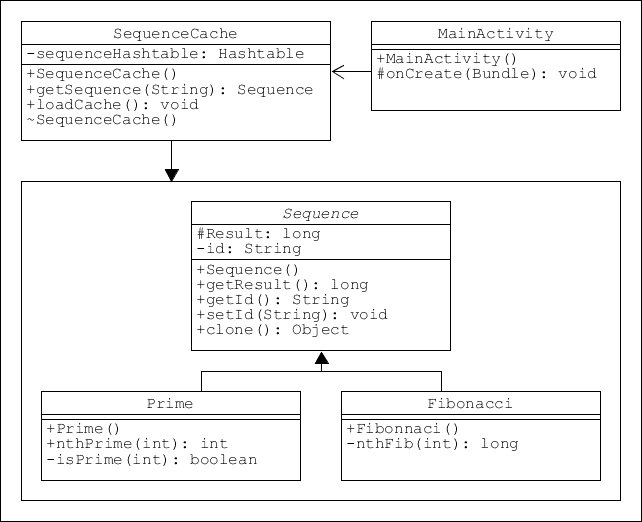 SequenceCache
-sequenceHashtable: Hashtable
+SequenceCache()
+getSequence(String): Sequence
+loadCache(): void
~SequenceCache()
MainActivity
+MainActivity()
#onCreate(Bundle): void
Sequence
#Result: long
-id: String
+Sequence()
+getResult(): long
+getId(): String
+setId(String): void
+clone(): Object
Prime
+Prime()
+nthPrime(int): int
-isPrime(int): boolean
Fibonacci
+Fibonnaci()
-nthFib(int): long